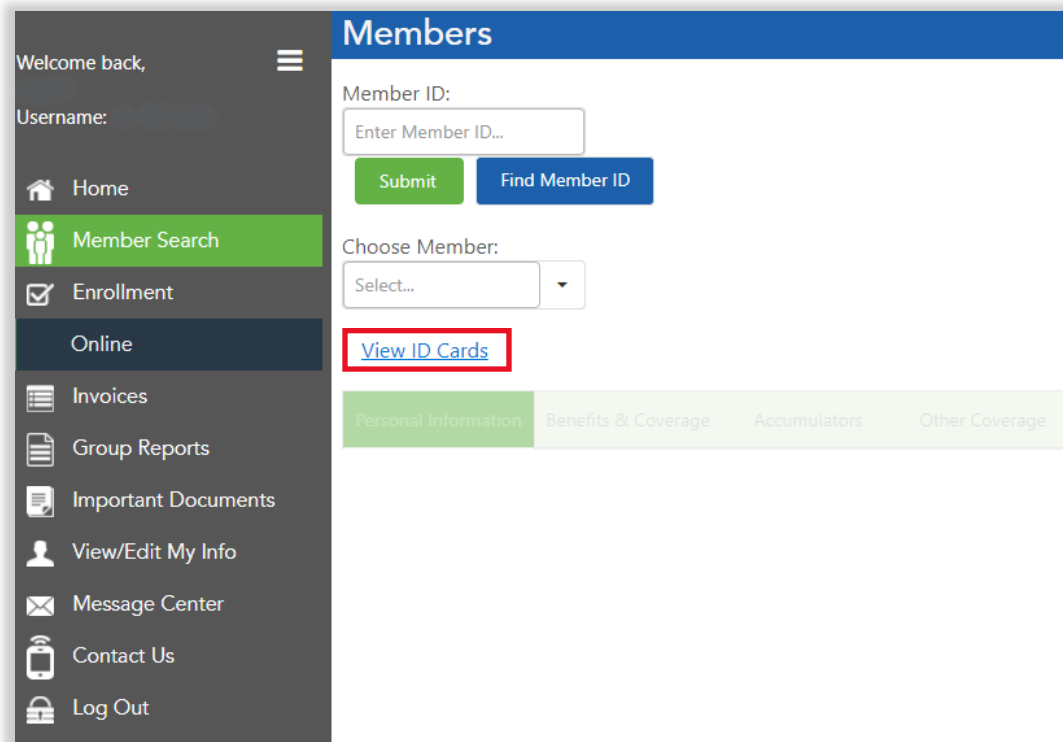 Welcome back,
Username:
Home
Member Search
Enrollment
Online
Invoices
Group Reports
Important Documents
View/Edit My Info
Message Center
Contact Us
Log Out
Members
Member ID:
Enter Member ID...
Submit Find Member ID
Choose Member:
Select...
View ID Cards
Personal Information Benefits & Coverage Accumulators Other Coverage